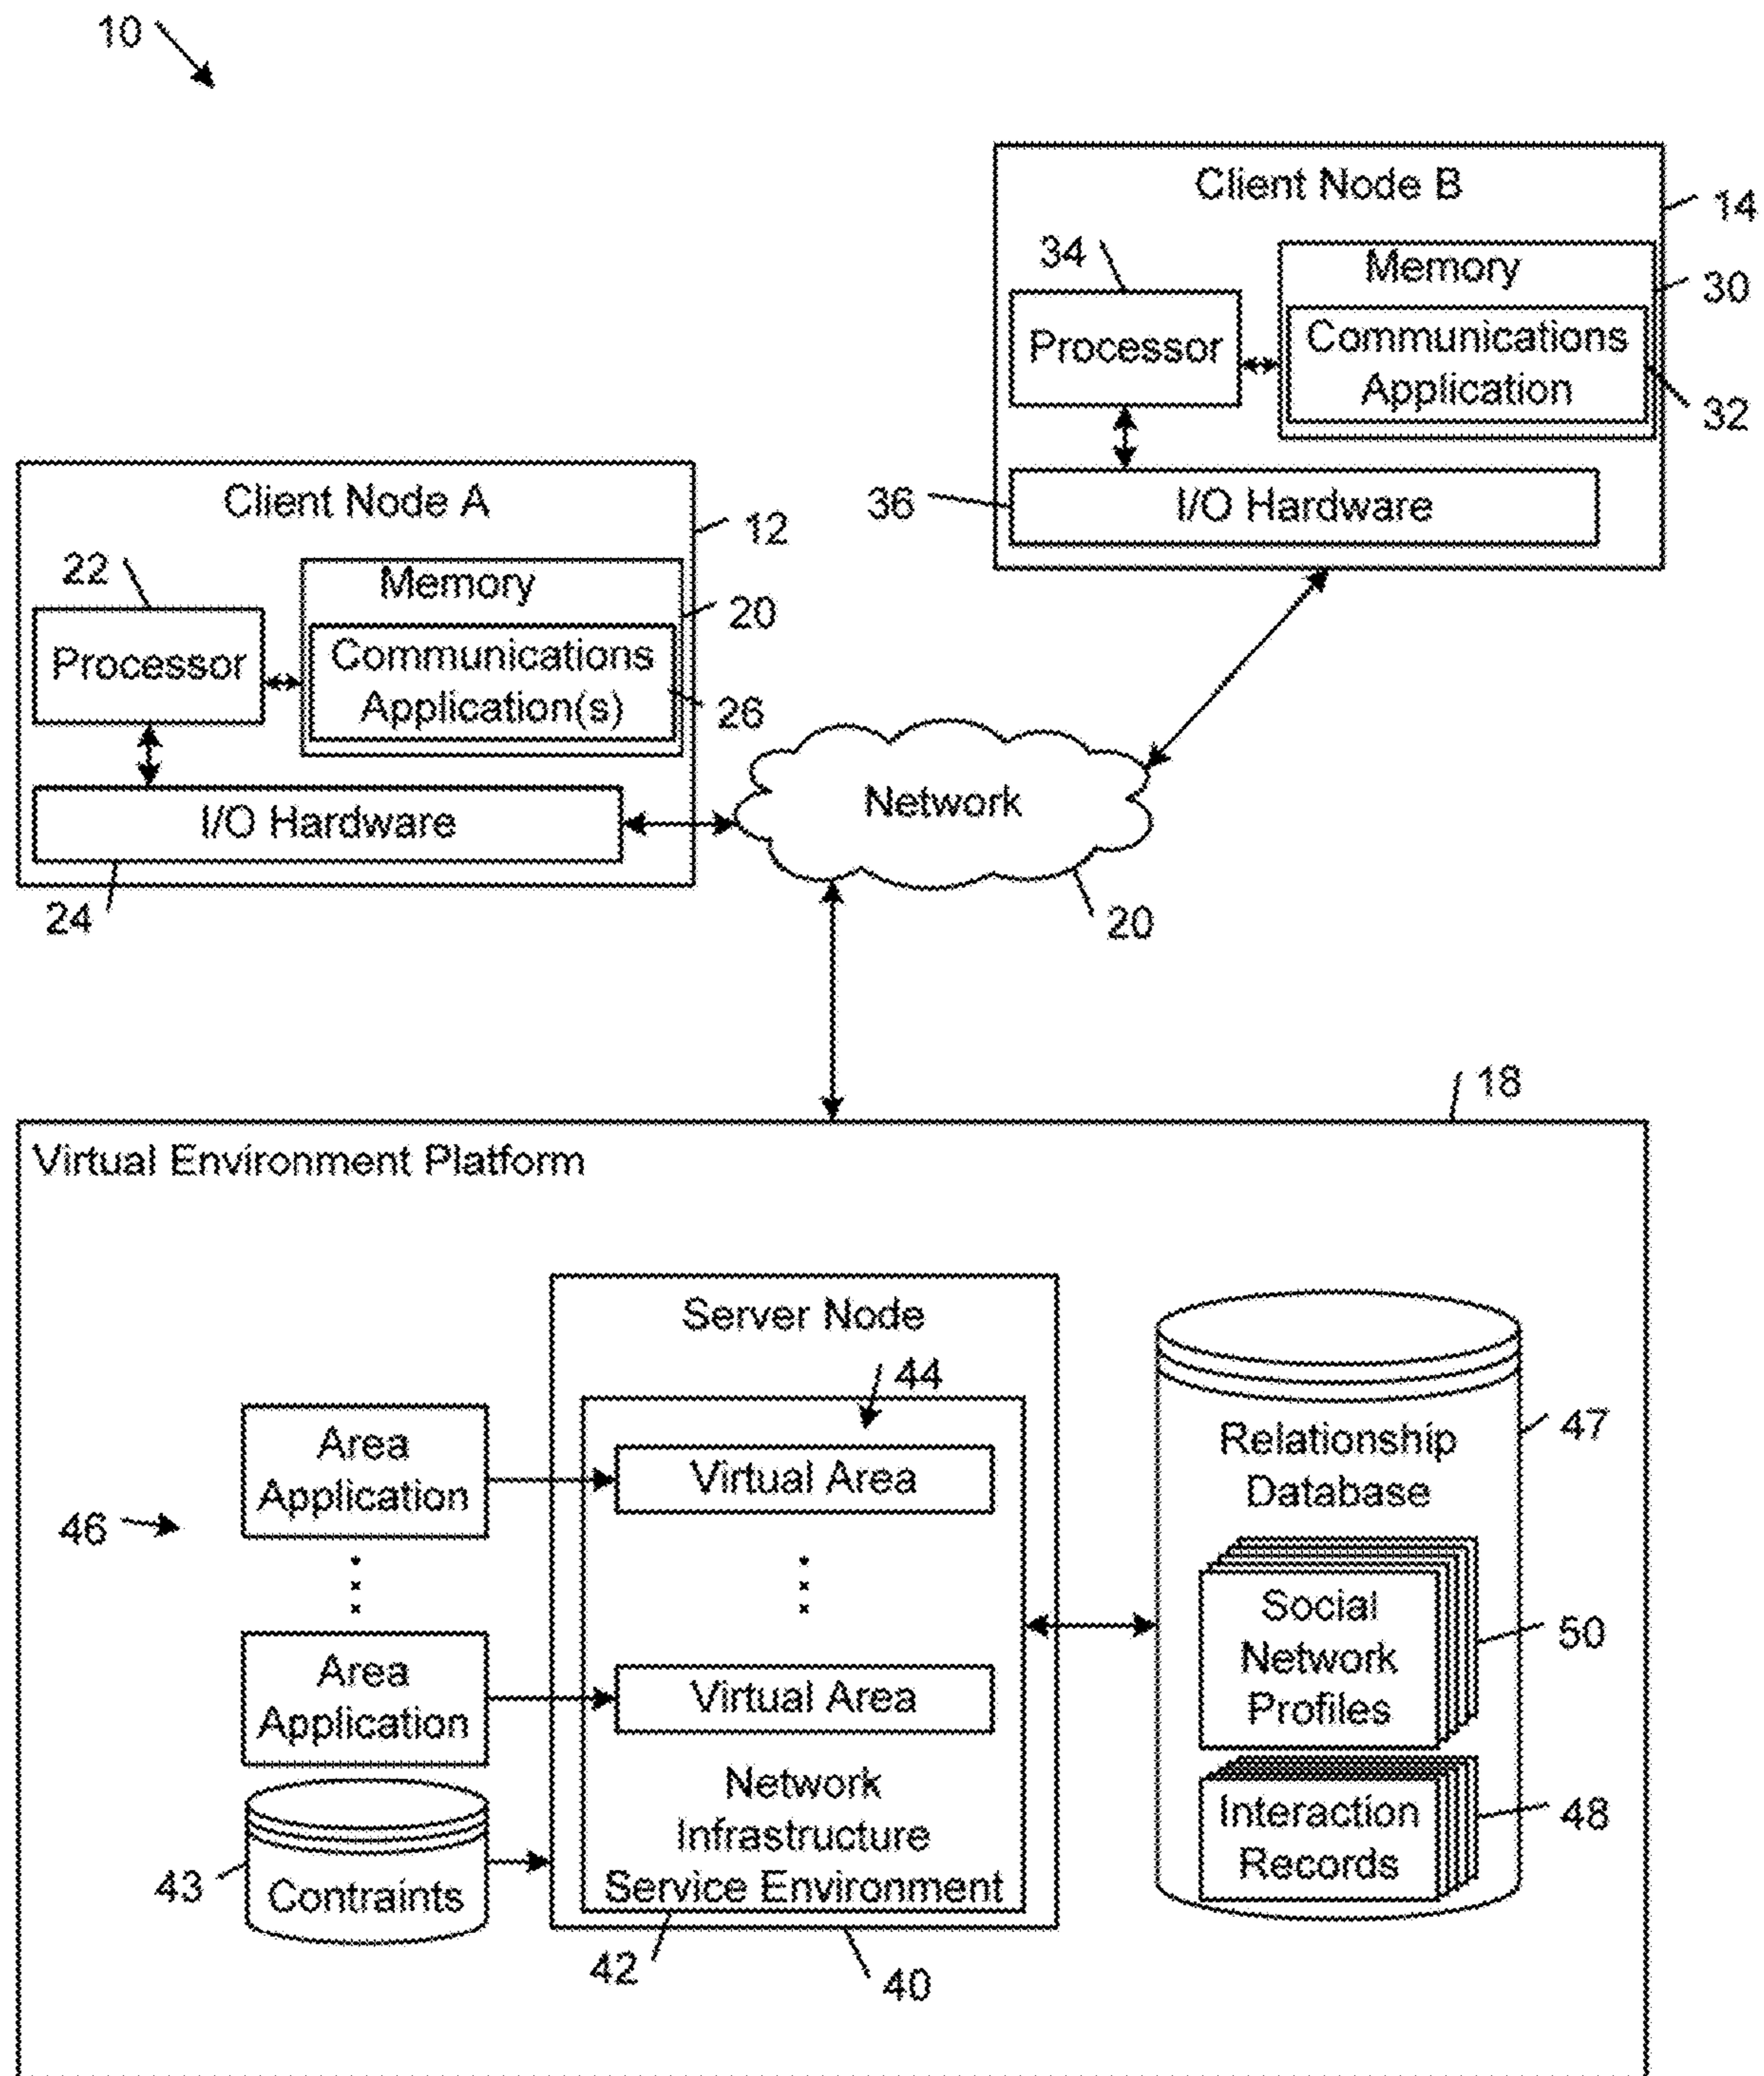 10
Client Node B
14
34
Memory
30
Processor
Communications
Application
32
36
I/O Hardware
Client Node A
12
22
Memory
20
Processor
Communications
Application(s)
26
I/O Hardware
24
Network
20
18
Virtual Environment Platform
Server Node
44
Area
Application
Virtual Area
46
Area
Application
Virtual Area
Network
Infrastructure
Service Environment
43
Contraints
42
40
47
Relationship
Database
Social
Network
Profiles
50
Interaction
Records
48